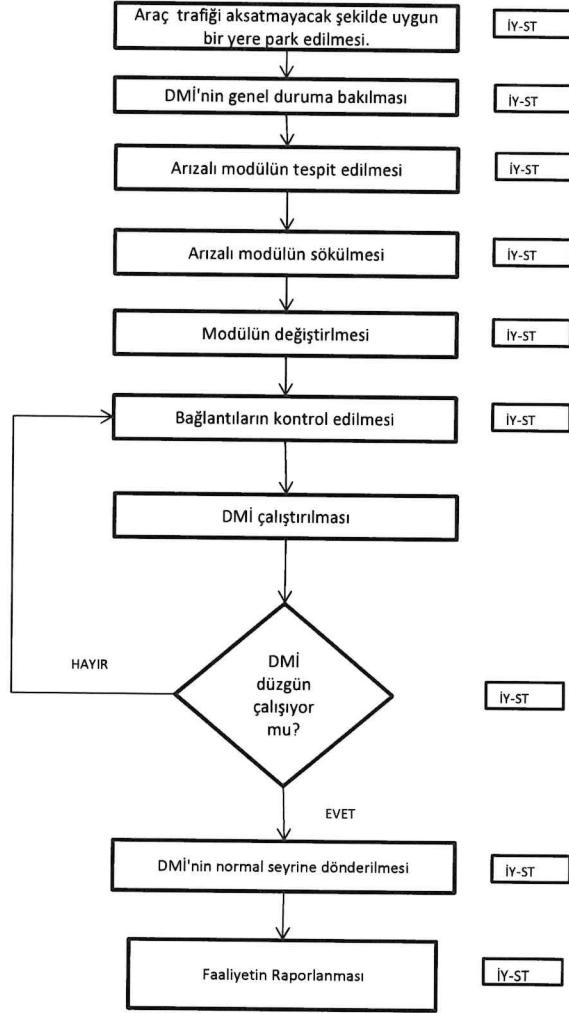 Araç trafiği aksatmayacak şekilde uygun
bir yere park edilmesi.
İY-ST
DMİ'nin genel duruma bakılması
İY-ST
Arızalı modülün tespit edilmesi
İY-ST
Arızalı modülün sökülmesi
İY-ST
Modülün değiştirlmesi
İY-ST
Bağlantıların kontrol edilmesi
İY-ST
DMİ çalıştırılması
HAYIR
DMİ
düzgün
çalışıyor
mu?
İY-ST
EVET
DMİ'nin normal seyrine dönderilmesi
İY-ST
Faaliyetin Raporlanması
İY-ST